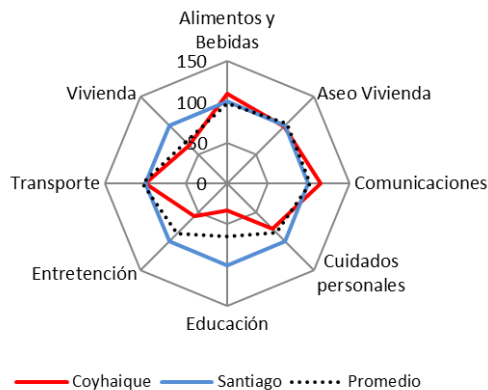 Alimentos y
Bebidas
150
100
50
0
Vivienda
Aseo Vivienda
Transporte
Comunicaciones
Entretención
Cuidados
personales
Educación
Coyhaique
Santiago
Promedio